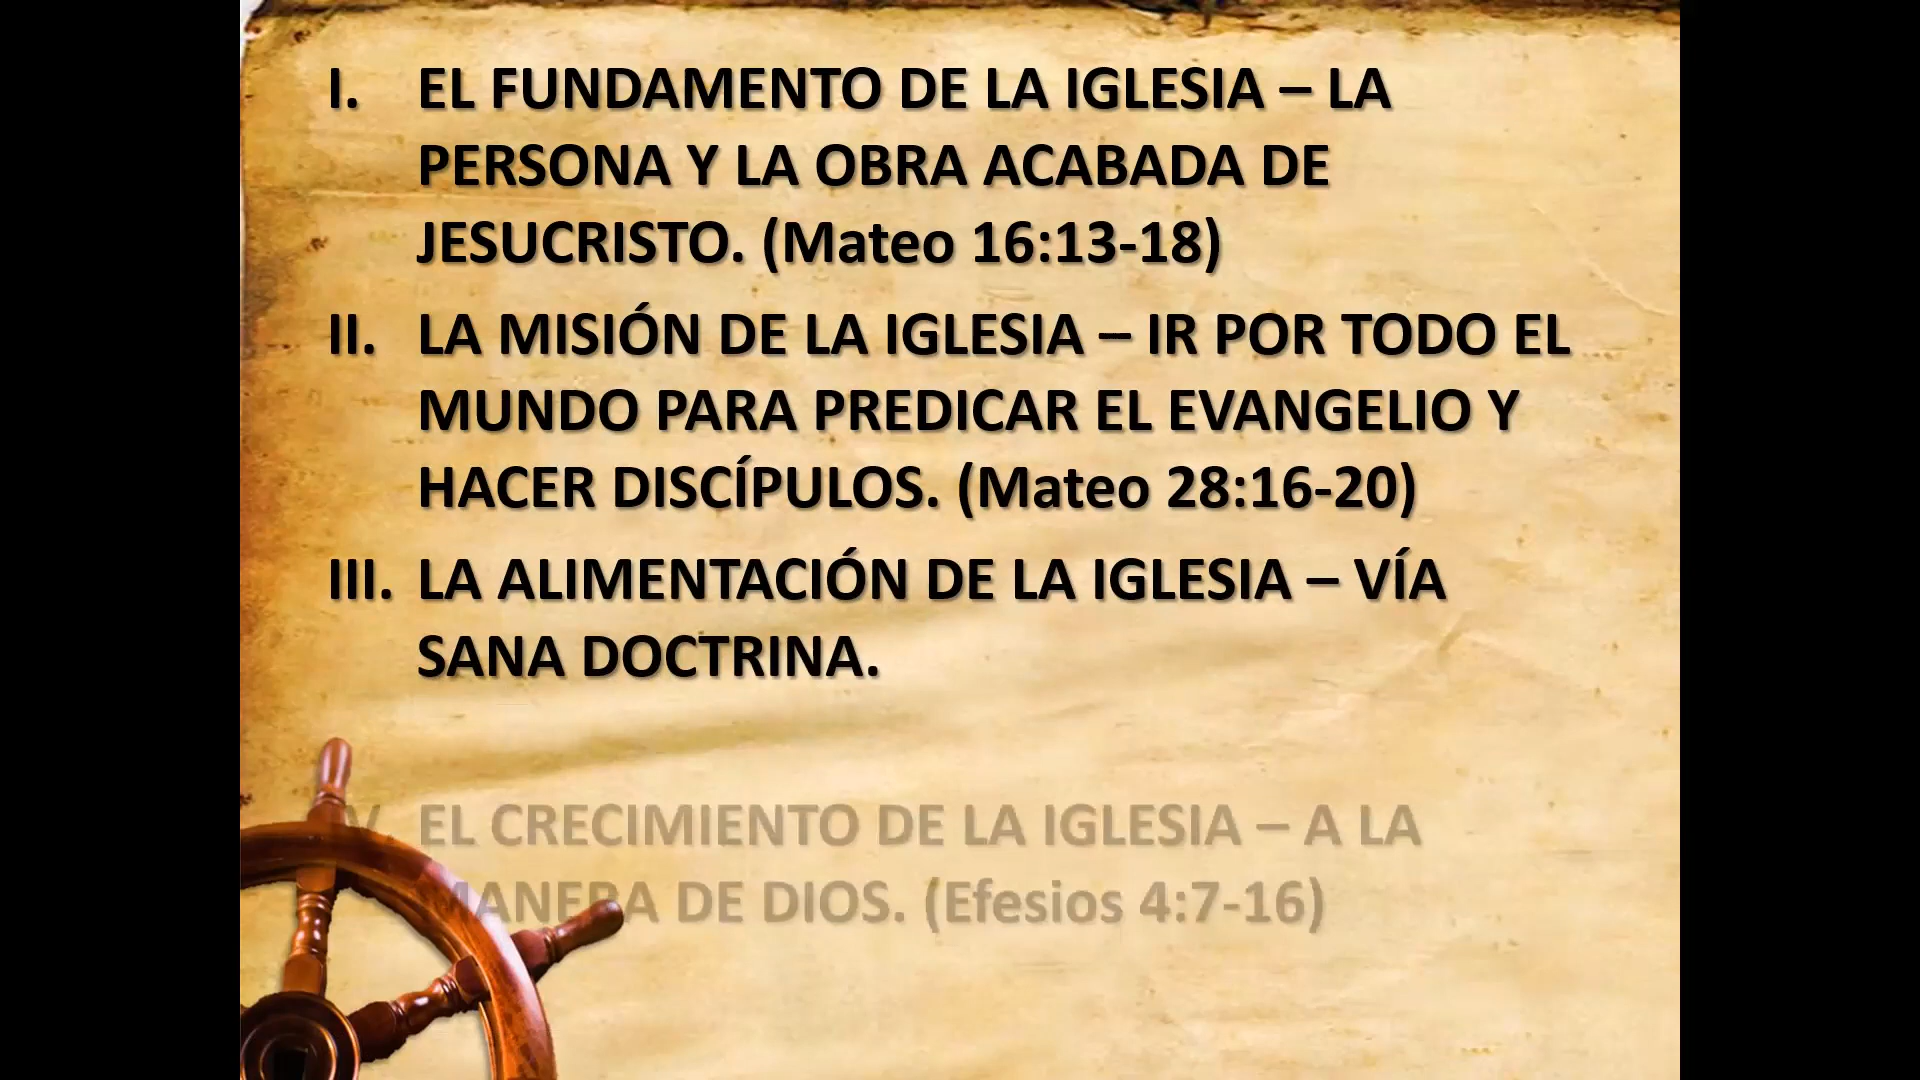 I. EL FUNDAMENTO DE LA IGLESIA – LA
PERSONA Y LA OBRA ACABADA DE
JESUCRISTO. (Mateo 16:13-18)
II. LA MISIÓN DE LA IGLESIA – IR POR TODO EL
MUNDO PARA PREDICAR EL EVANGELIO Y
HACER DISCÍPULOS. (Mateo 28:16-20)
III. LA ALIMENTACIÓN DE LA IGLESIA – VÍA
SANA DOCTRINA.
IV. EL CRECIMIENTO DE LA IGLESIA – A LA
MANERA DE DIOS. (Efesios 4:7-16)